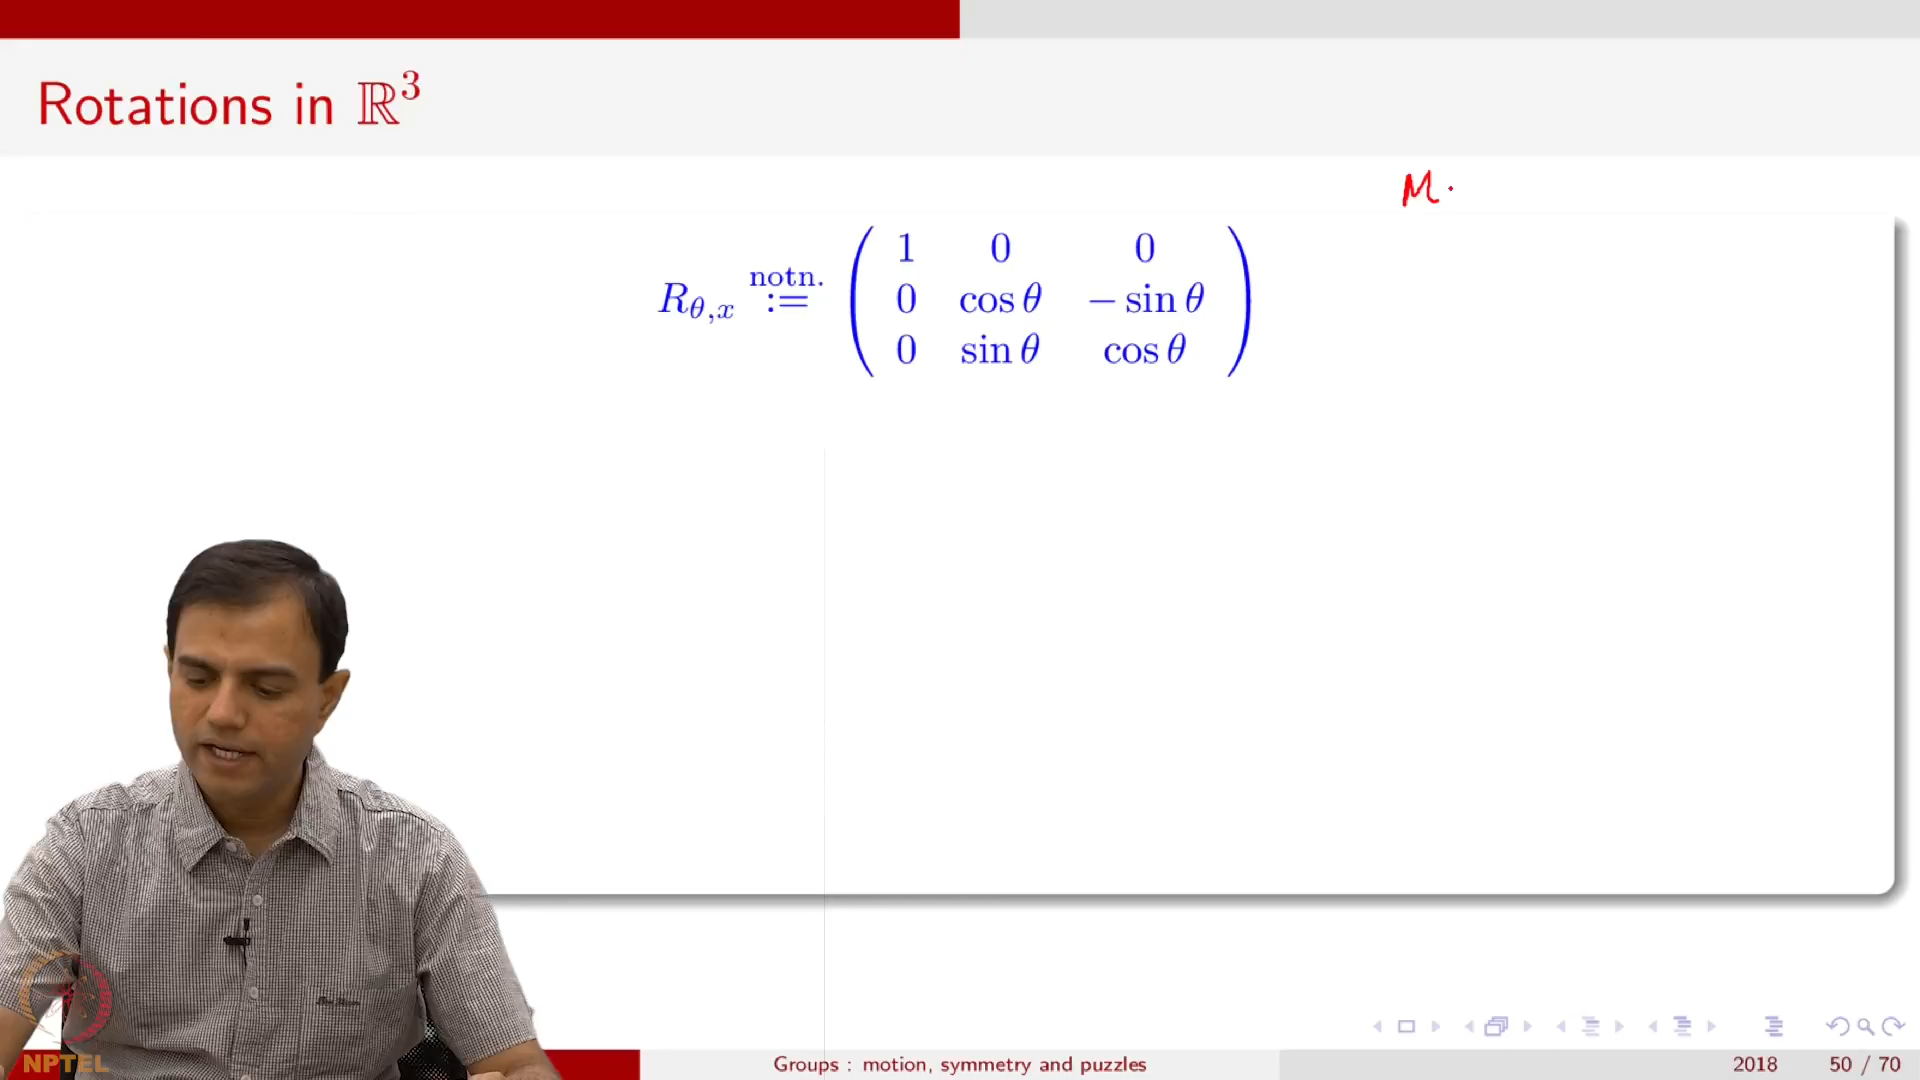 Rotations in ℝ³
M.
R_{θ,x} :=^{notn.} ( 1 0 0
0 cos θ − sin θ
0 sin θ cos θ )
NPTEL
Groups : motion, symmetry and puzzles 2018 50 / 70